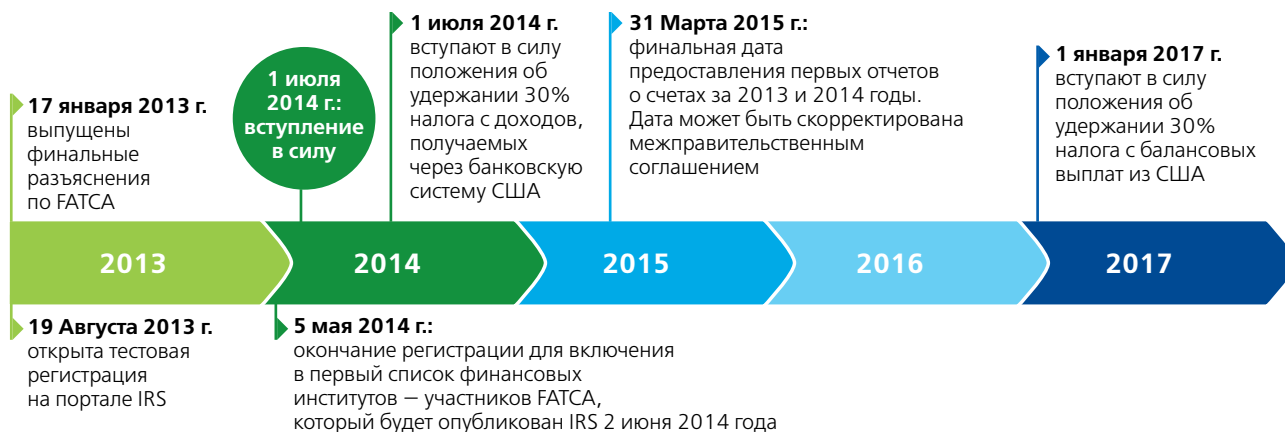 17 января 2013 г.
выпущены
финальные
разъяснения
по FATCA
1 июля
2014 г.:
вступление
в силу
1 июля 2014 г.
вступают в силу
положения об
удержании 30%
налога с доходов,
получаемых
через банковскую
систему США
31 Марта 2015 г.:
финальная дата
предоставления первых отчетов
о счетах за 2013 и 2014 годы.
Дата может быть скорректирована
межправительственным
соглашением
1 января 2017 г.
вступают в силу
положения об
удержании 30%
налога с балансовых
выплат из США
2013
2014
2015
2016
2017
19 Августа 2013 г.
открыта тестовая
регистрация
на портале IRS
5 мая 2014 г.:
окончание регистрации для включения
в первый список финансовых
институтов — участников FATCA,
который будет опубликован IRS 2 июня 2014 года